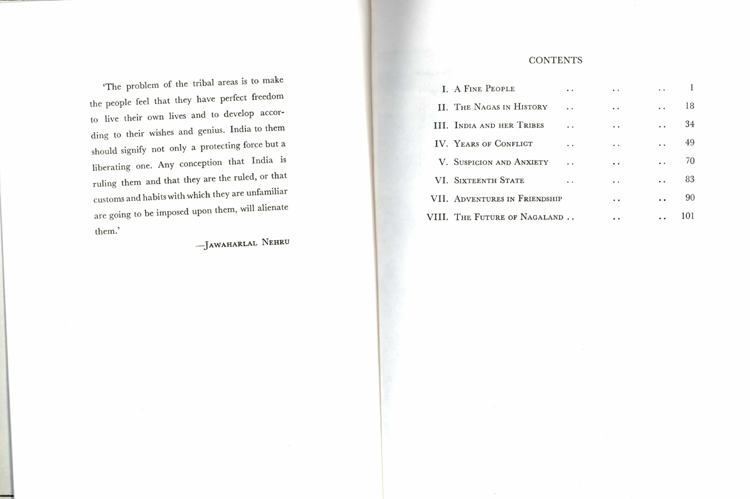 'The problem of the tribal areas is to make
the people feel that they have perfect freedom
to live their own lives and to develop accor-
ding to their wishes and genius. India to them
should signify not only a protecting force but a
liberating one. Any conception that India is
ruling them and that they are the ruled, or that
customs and habits with which they are unfamiliar
are going to be imposed upon them, will alienate
them.'
—Jawaharlal Nehru
CONTENTS
I. A Fine People .. .. .. 1
II. The Nagas in History .. .. .. 18
III. India and her Tribes .. .. .. 34
IV. Years of Conflict .. .. .. 49
V. Suspicion and Anxiety .. .. .. 70
VI. Sixteenth State .. .. .. 83
VII. Adventures in Friendship .. .. 90
VIII. The Future of Nagaland .. .. .. 101